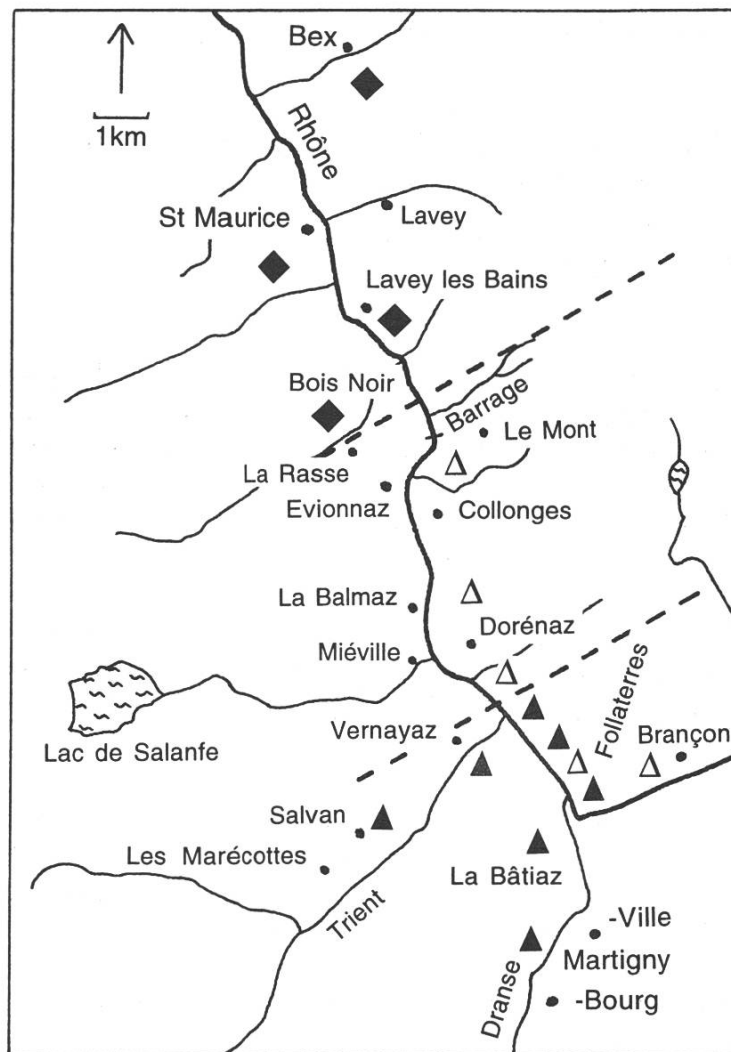 Bex
1km
Rhône
St Maurice
Lavey
Lavey les Bains
Bois Noir
Barrage
Le Mont
La Rasse
Evionnaz
Collonges
La Balmaz
Dorénaz
Miéville
Follaterres
Vernayaz
Brançon
Lac de Salanfe
Salvan
Les Marécottes
La Bâtiaz
Trient
-Ville
Martigny
Dranse
-Bourg